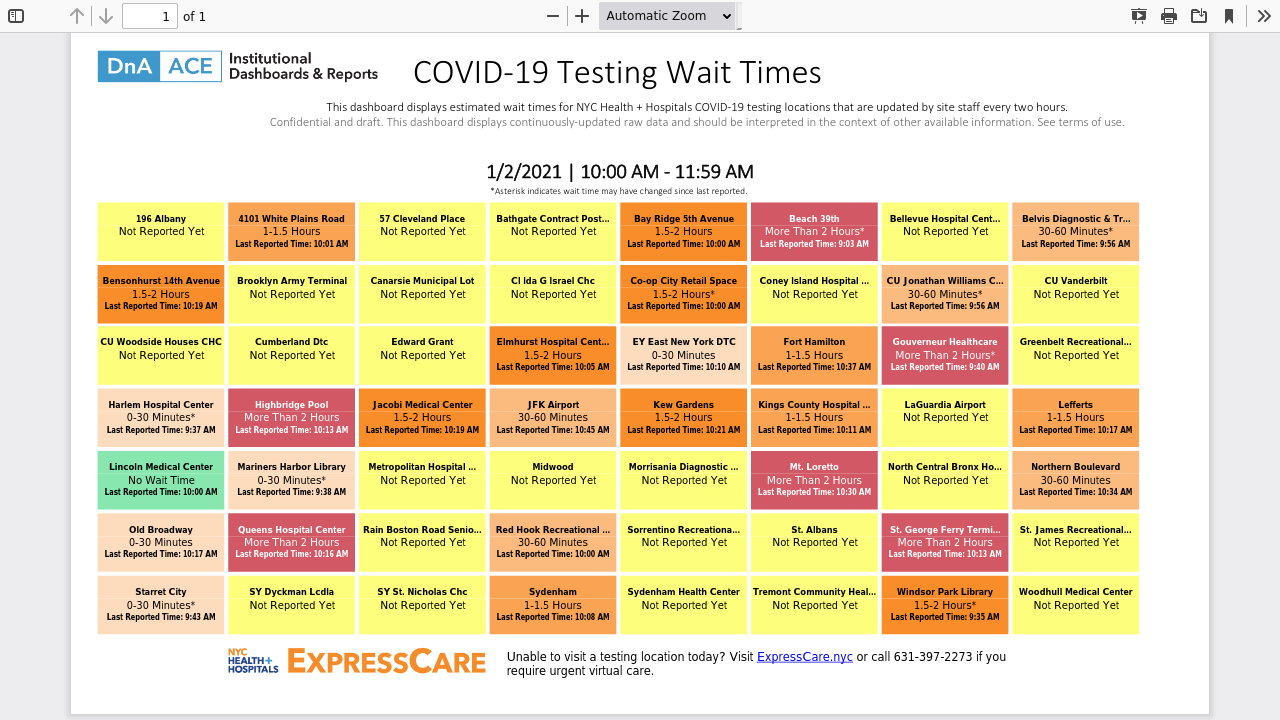 1
of 1
Automatic Zoom
DnA ACE Institutional
Dashboards & Reports
COVID-19 Testing Wait Times
This dashboard displays estimated wait times for NYC Health + Hospitals COVID-19 testing locations that are updated by site staff every two hours.
Confidential and draft. This dashboard displays continuously-updated raw data and should be interpreted in the context of other available information. See terms of use.
1/2/2021 | 10:00 AM - 11:59 AM
*Asterisk indicates wait time may have changed since last reported.
196 Albany
Not Reported Yet
4101 White Plains Road
1-1.5 Hours
Last Reported Time: 10:01 AM
57 Cleveland Place
Not Reported Yet
Bathgate Contract Post...
Not Reported Yet
Bay Ridge 5th Avenue
1.5-2 Hours
Last Reported Time: 10:00 AM
Beach 39th
More Than 2 Hours*
Last Reported Time: 9:03 AM
Bellevue Hospital Cent...
Not Reported Yet
Belvis Diagnostic & Tr...
30-60 Minutes*
Last Reported Time: 9:56 AM
Bensonhurst 14th Avenue
1.5-2 Hours
Last Reported Time: 10:19 AM
Brooklyn Army Terminal
Not Reported Yet
Canarsie Municipal Lot
Not Reported Yet
Cl Ida G Israel Chc
Not Reported Yet
Co-op City Retail Space
1.5-2 Hours*
Last Reported Time: 10:00 AM
Coney Island Hospital ...
Not Reported Yet
CU Jonathan Williams C...
30-60 Minutes*
Last Reported Time: 9:56 AM
CU Vanderbilt
Not Reported Yet
CU Woodside Houses CHC
Not Reported Yet
Cumberland Dtc
Not Reported Yet
Edward Grant
Not Reported Yet
Elmhurst Hospital Cent...
1.5-2 Hours
Last Reported Time: 10:05 AM
EY East New York DTC
0-30 Minutes
Last Reported Time: 10:10 AM
Fort Hamilton
1-1.5 Hours
Last Reported Time: 10:37 AM
Gouverneur Healthcare
More Than 2 Hours*
Last Reported Time: 9:40 AM
Greenbelt Recreational...
Not Reported Yet
Harlem Hospital Center
0-30 Minutes*
Last Reported Time: 9:37 AM
Highbridge Pool
More Than 2 Hours
Last Reported Time: 10:13 AM
Jacobi Medical Center
1.5-2 Hours
Last Reported Time: 10:19 AM
JFK Airport
30-60 Minutes
Last Reported Time: 10:45 AM
Kew Gardens
1.5-2 Hours
Last Reported Time: 10:21 AM
Kings County Hospital ...
1-1.5 Hours
Last Reported Time: 10:11 AM
LaGuardia Airport
Not Reported Yet
Lefferts
1-1.5 Hours
Last Reported Time: 10:17 AM
Lincoln Medical Center
No Wait Time
Last Reported Time: 10:00 AM
Mariners Harbor Library
0-30 Minutes*
Last Reported Time: 9:38 AM
Metropolitan Hospital ...
Not Reported Yet
Midwood
Not Reported Yet
Morrisania Diagnostic ...
Not Reported Yet
Mt. Loretto
More Than 2 Hours
Last Reported Time: 10:30 AM
North Central Bronx Ho...
Not Reported Yet
Northern Boulevard
30-60 Minutes
Last Reported Time: 10:34 AM
Old Broadway
0-30 Minutes
Last Reported Time: 10:17 AM
Queens Hospital Center
More Than 2 Hours
Last Reported Time: 10:16 AM
Rain Boston Road Senio...
Not Reported Yet
Red Hook Recreational ...
30-60 Minutes
Last Reported Time: 10:00 AM
Sorrentino Recreationa...
Not Reported Yet
St. Albans
Not Reported Yet
St. George Ferry Termi...
More Than 2 Hours
Last Reported Time: 10:13 AM
St. James Recreational...
Not Reported Yet
Starret City
0-30 Minutes*
Last Reported Time: 9:43 AM
SY Dyckman Lcdla
Not Reported Yet
SY St. Nicholas Chc
Not Reported Yet
Sydenham
1-1.5 Hours
Last Reported Time: 10:08 AM
Sydenham Health Center
Not Reported Yet
Tremont Community Heal...
Not Reported Yet
Windsor Park Library
1.5-2 Hours*
Last Reported Time: 9:35 AM
Woodhull Medical Center
Not Reported Yet
NYC
HEALTH+
HOSPITALS
EXPRESSCARE
Unable to visit a testing location today? Visit ExpressCare.nyc or call 631-397-2273 if you
require urgent virtual care.